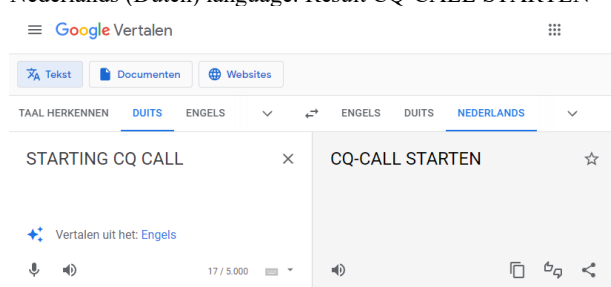 Nederlands (Dutch) language. Result CQ-CALL STARTEN
Google Vertalen
Tekst Documenten Websites
TAAL HERKENNEN DUITS ENGELS ENGELS DUITS NEDERLANDS
STARTING CQ CALL CQ-CALL STARTEN
Vertalen uit het: Engels
17 / 5.000